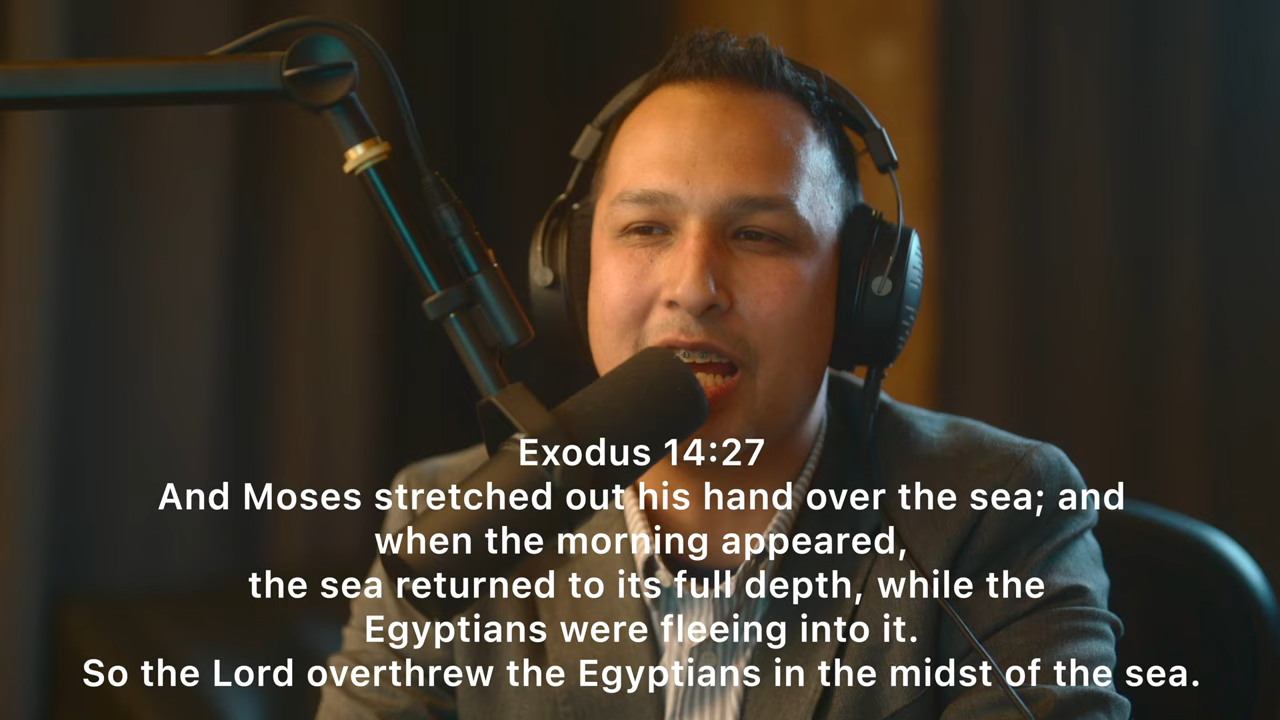 Exodus 14:27
And Moses stretched out his hand over the sea; and
when the morning appeared,
the sea returned to its full depth, while the
Egyptians were fleeing into it.
So the Lord overthrew the Egyptians in the midst of the sea.